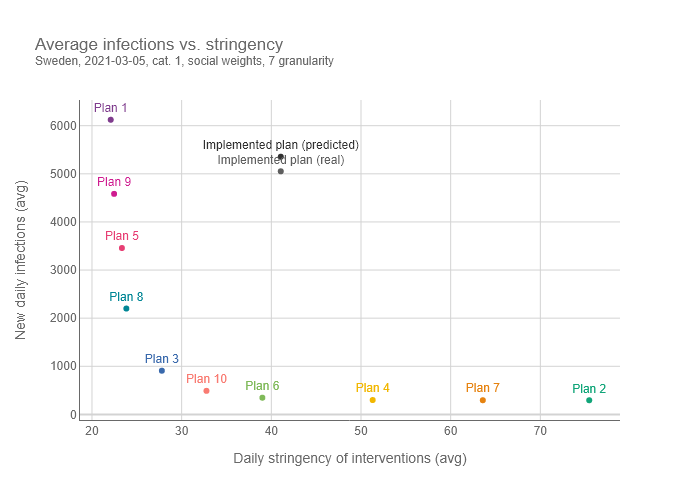 Average infections vs. stringency
Sweden, 2021-03-05, cat. 1, social weights, 7 granularity
Plan 1
6000
Implemented plan (predicted)
Implemented plan (real)
5000
Plan 9
4000
Plan 5
3000
Plan 8
2000
Plan 3
1000
Plan 10
Plan 6
Plan 4
Plan 7
Plan 2
0
20
30
40
50
60
70
New daily infections (avg)
Daily stringency of interventions (avg)